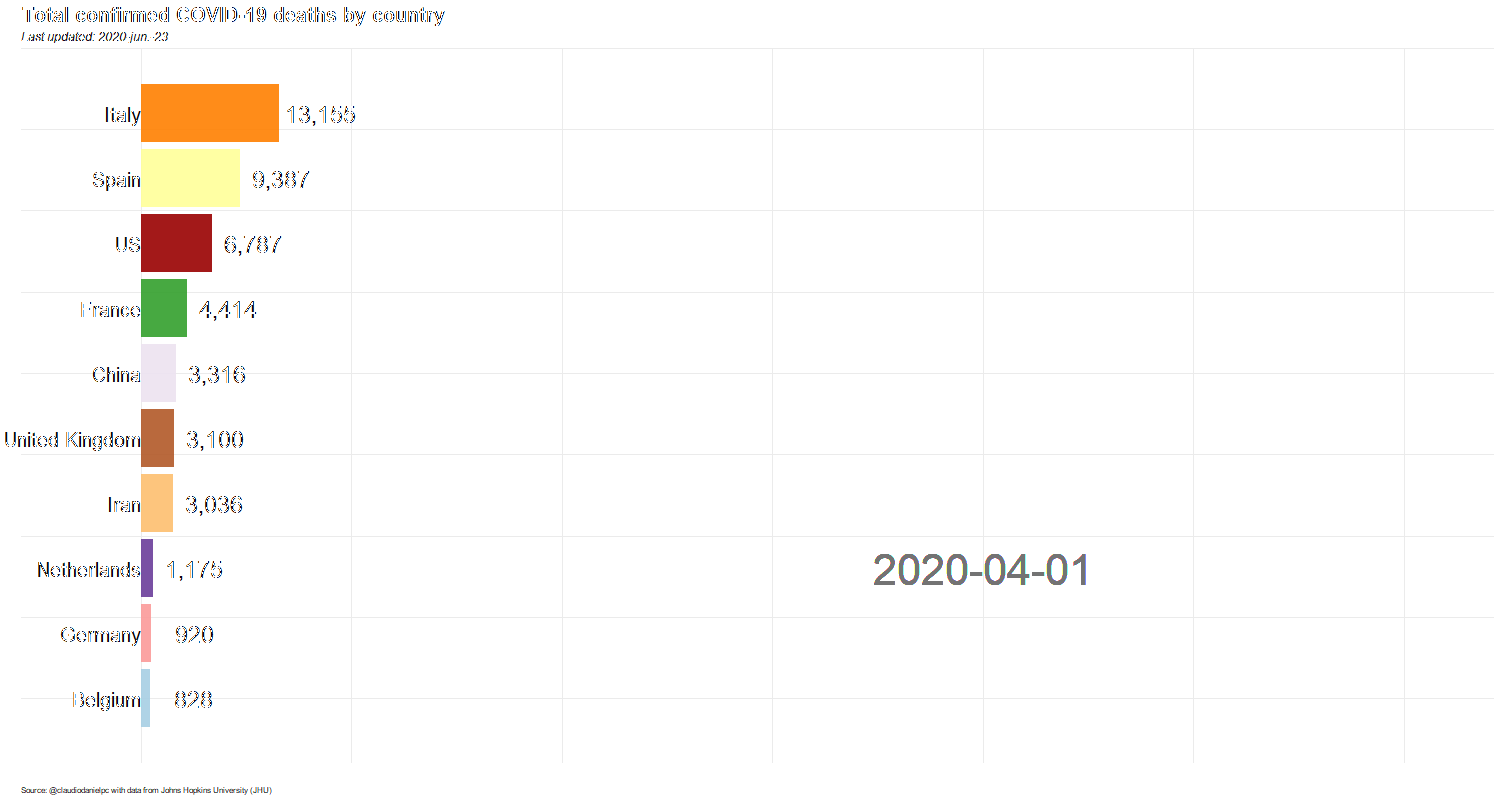 Total confirmed COVID-19 deaths by country
Last updated: 2020-jun.-23
Italy 13,155
Spain 9,387
US 6,787
France 4,414
China 3,316
United Kingdom 3,100
Iran 3,036
Netherlands 1,175
2020-04-01
Germany 920
Belgium 828
Source: @claudiodanielpc with data from Johns Hopkins University (JHU)